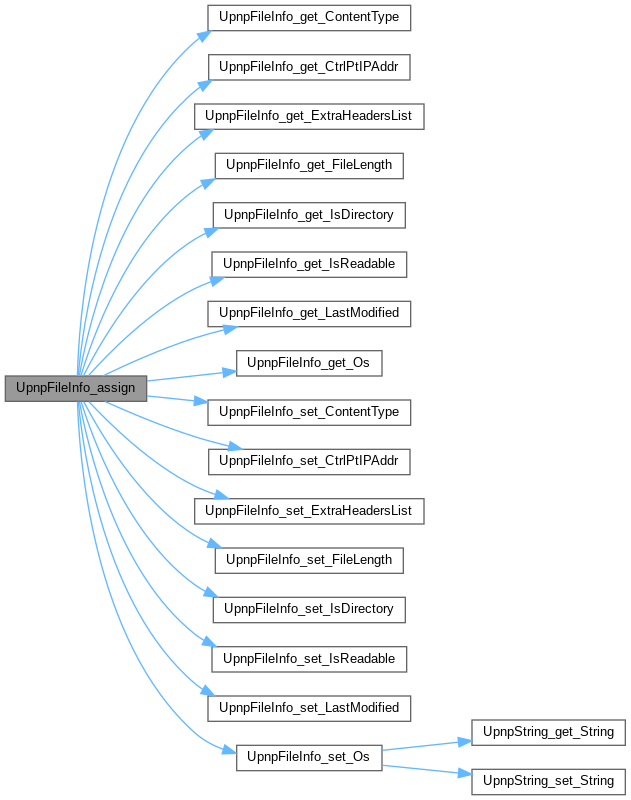 UpnpFileInfo_get_ContentType
UpnpFileInfo_get_CtrlPtIPAddr
UpnpFileInfo_get_ExtraHeadersList
UpnpFileInfo_get_FileLength
UpnpFileInfo_get_IsDirectory
UpnpFileInfo_get_IsReadable
UpnpFileInfo_get_LastModified
UpnpFileInfo_get_Os
UpnpFileInfo_assign
UpnpFileInfo_set_ContentType
UpnpFileInfo_set_CtrlPtIPAddr
UpnpFileInfo_set_ExtraHeadersList
UpnpFileInfo_set_FileLength
UpnpFileInfo_set_IsDirectory
UpnpFileInfo_set_IsReadable
UpnpFileInfo_set_LastModified
UpnpFileInfo_set_Os
UpnpString_get_String
UpnpString_set_String